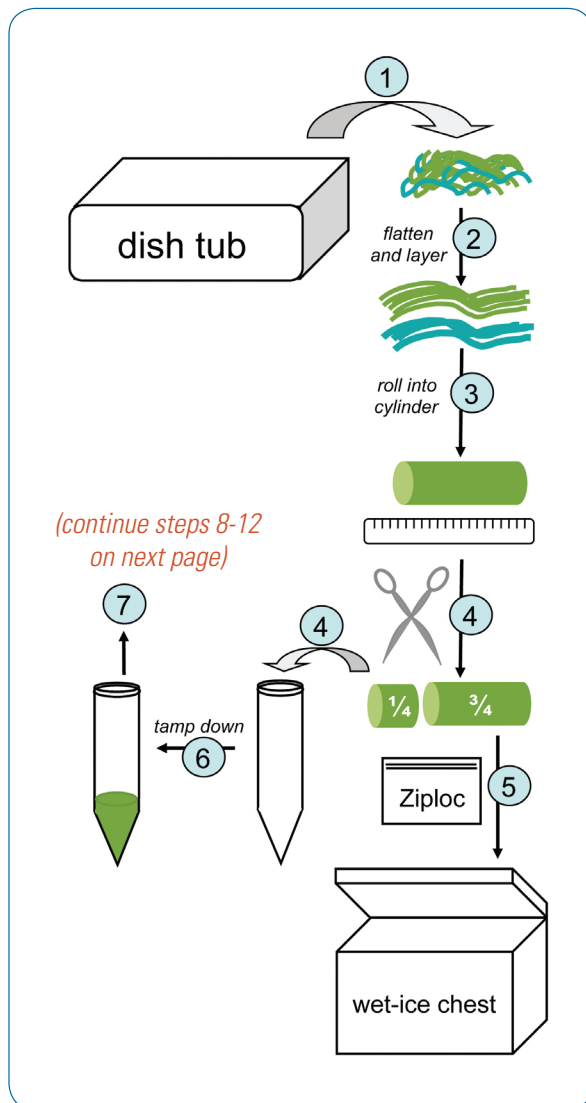 1
dish tub
flatten
and layer
2
roll into
cylinder
3
(continue steps 8-12
on next page)
7
4
4
¼
¾
tamp down
6
Ziploc
5
wet-ice chest